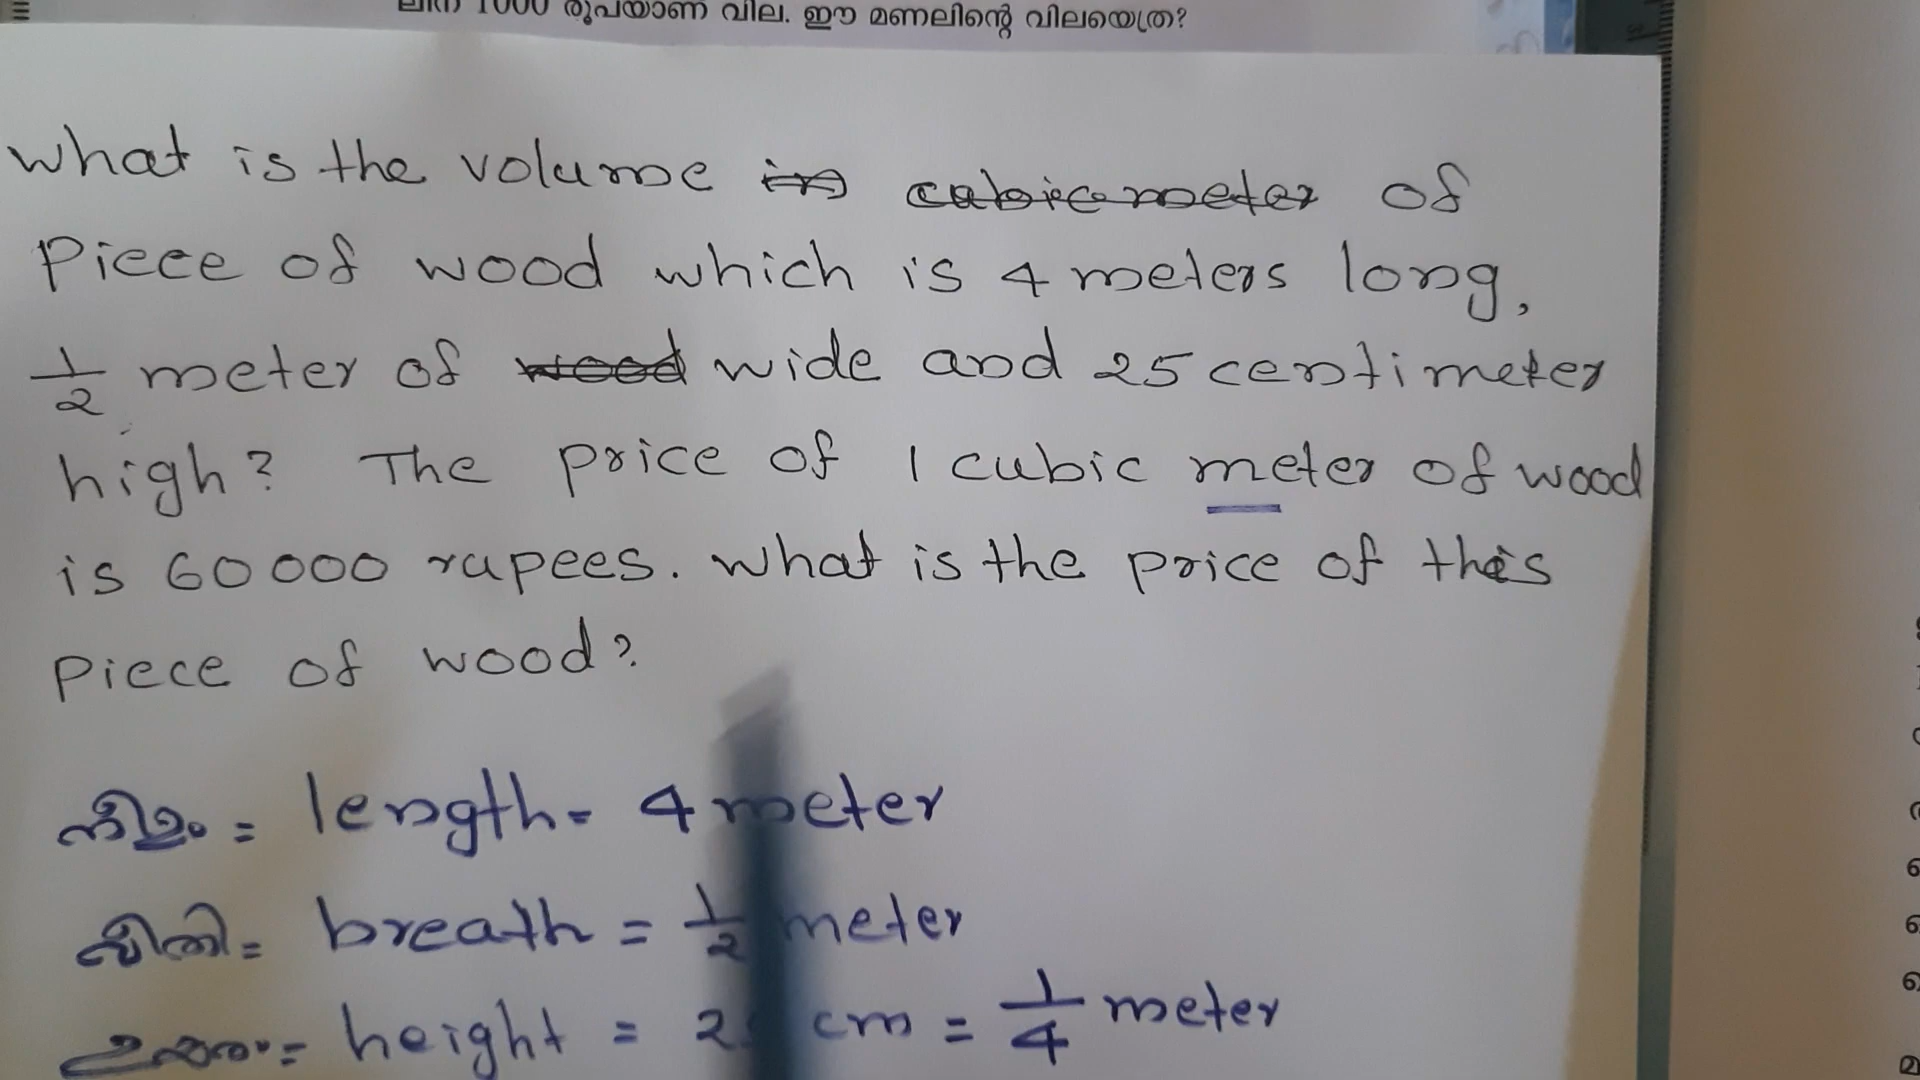 1000 രൂപയാണ് വില. ഈ മണലിന്റെ വിലയെത്ര?
What is the volume in cubicmeter of
Piece of wood which is 4 meters long,
1/2 meter of wood wide and 25 centimeter
high? The price of 1 cubic meter of wood
is 60000 rupees. What is the price of this
Piece of wood?
നീളം = length = 4 meter
വീതി = breath = 1/2 meter
ഉയരം = height = 2 cm = 1/4 meter